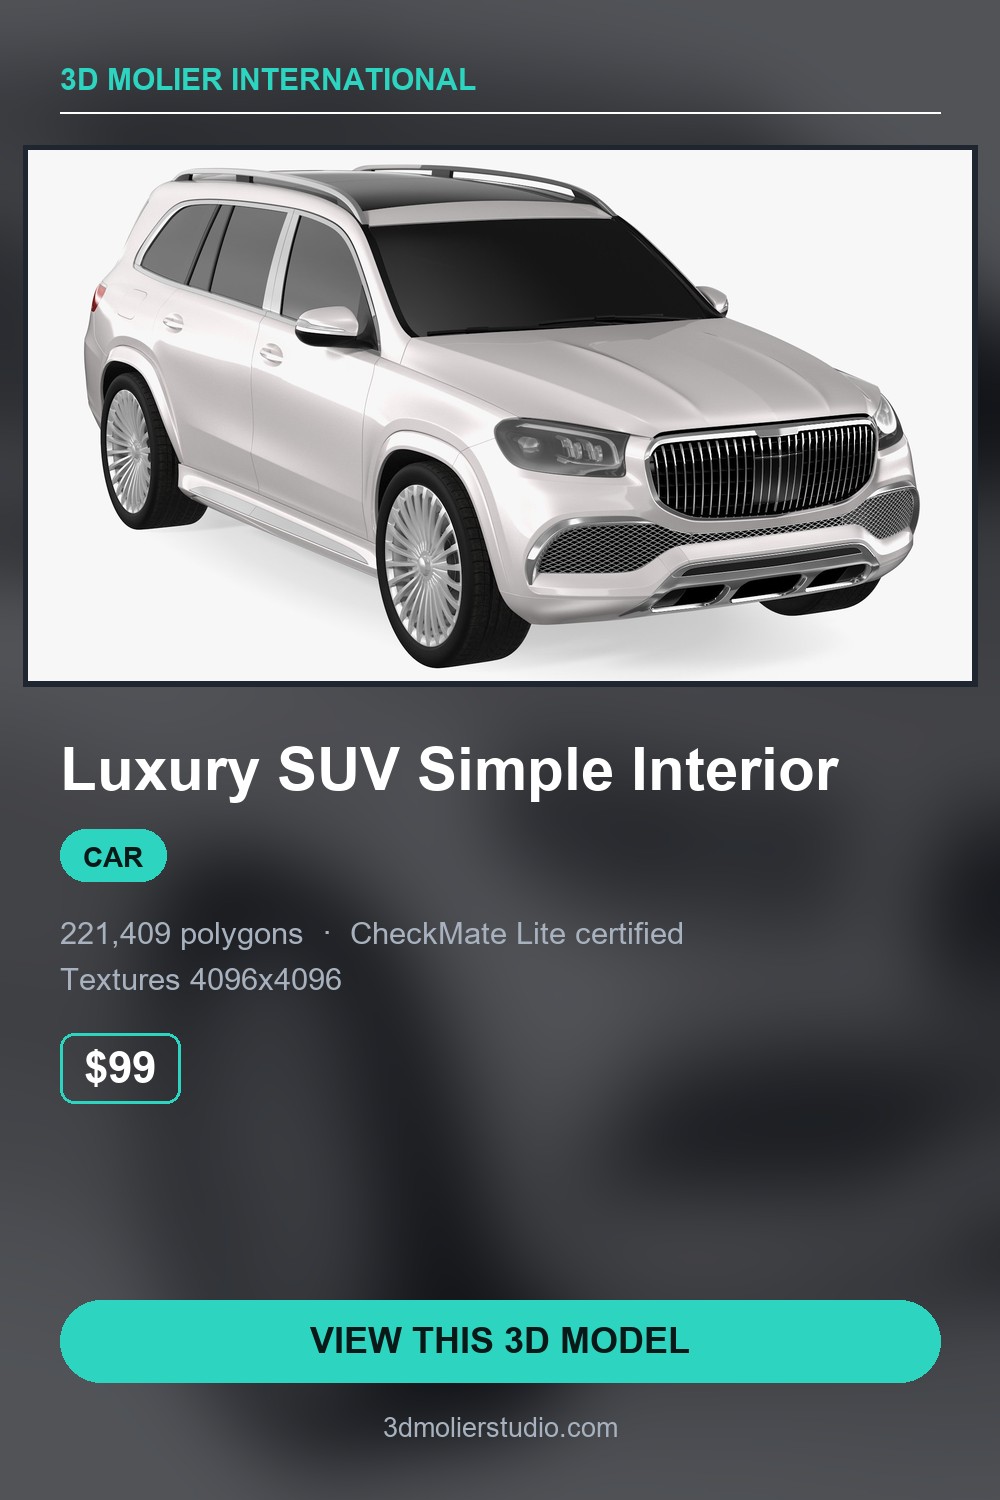 3D MOLIER INTERNATIONAL
Luxury SUV Simple Interior
CAR
221,409 polygons · CheckMate Lite certified
Textures 4096x4096
$99
VIEW THIS 3D MODEL
3dmolierstudio.com